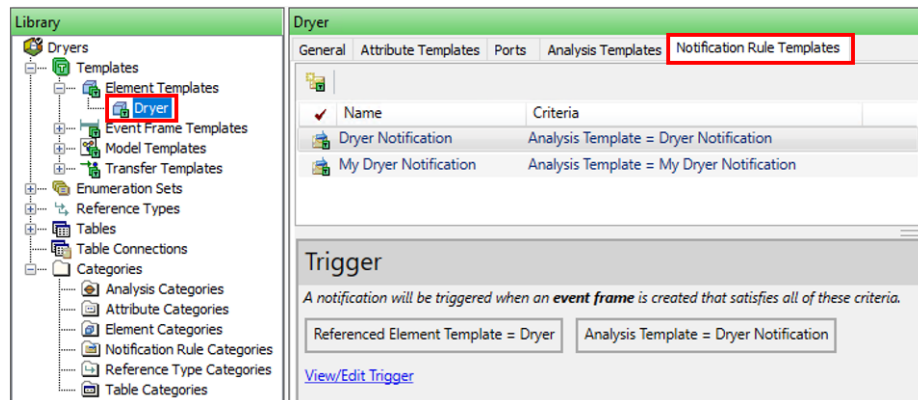 Library
Dryers
Templates
Element Templates
Dryer
Event Frame Templates
Model Templates
Transfer Templates
Enumeration Sets
Reference Types
Tables
Table Connections
Categories
Analysis Categories
Attribute Categories
Element Categories
Notification Rule Categories
Reference Type Categories
Table Categories
Dryer
General Attribute Templates Ports Analysis Templates Notification Rule Templates
Name Criteria
Dryer Notification Analysis Template = Dryer Notification
My Dryer Notification Analysis Template = My Dryer Notification
Trigger
A notification will be triggered when an event frame is created that satisfies all of these criteria.
Referenced Element Template = Dryer Analysis Template = Dryer Notification
View/Edit Trigger